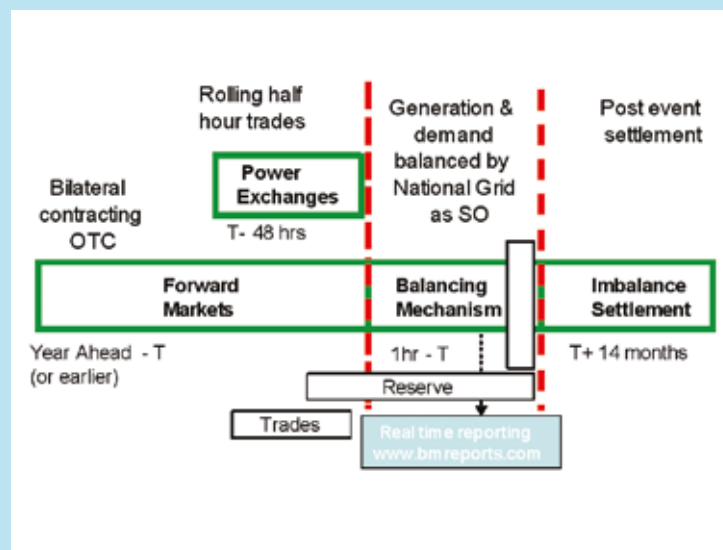 Rolling half
hour trades
Generation &
demand
balanced by
National Grid
as SO
Post event
settlement
Power
Exchanges
Bilateral
contracting
OTC
T- 48 hrs
Forward
Markets
Balancing
Mechanism
Imbalance
Settlement
Year Ahead - T
(or earlier)
1hr - T
T+ 14 months
Reserve
Trades
Real time reporting
www.bmreports.com